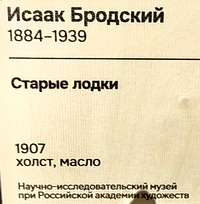 Исаак Бродский
1884–1939
Старые лодки
1907
холст, масло
Научно-исследовательский музей
при Российской академии художеств